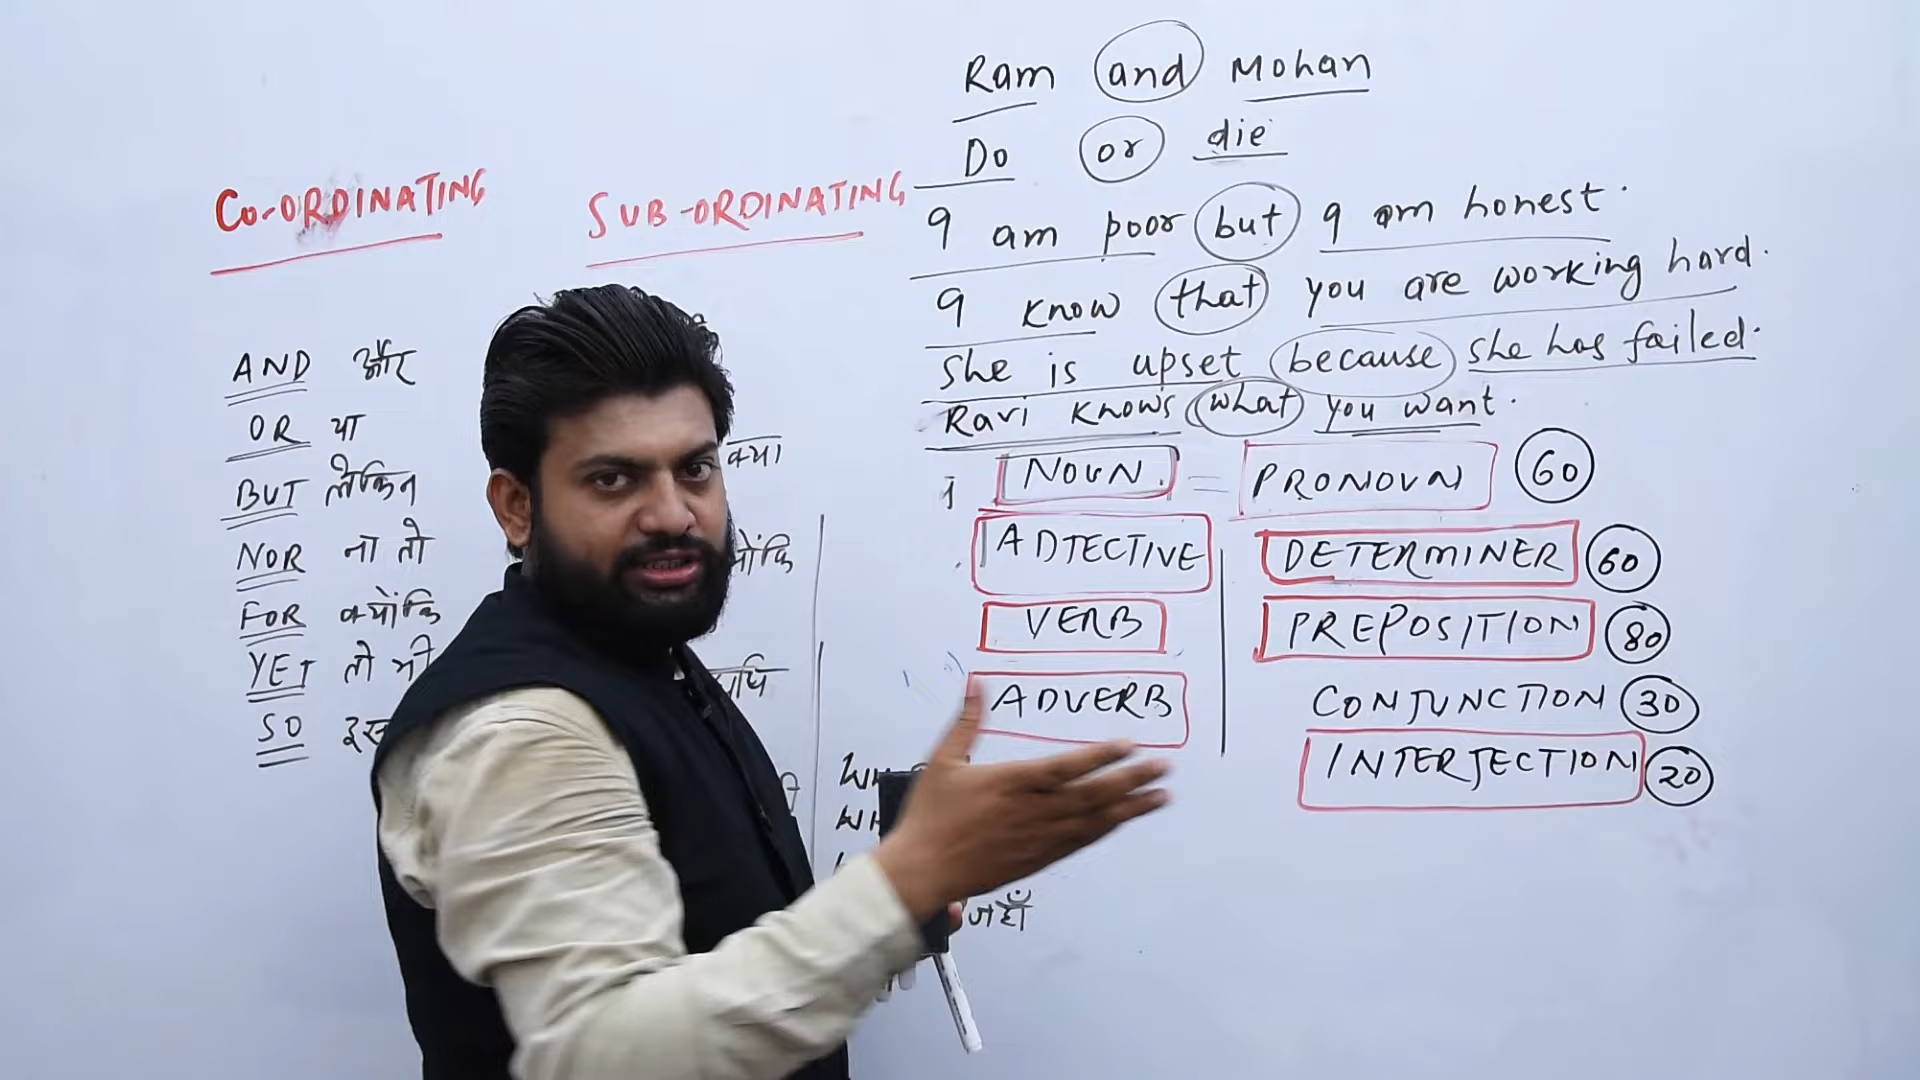 Ram and Mohan
Do or die
9 am poor but 9 am honest.
9 know that you are working hard.
She is upset because she has failed.
Ravi knows what you want.
CO-ORDINATING
AND और
OR या
BUT लेकिन
NOR ना तो
FOR क्योंकि
YET तो भी
SO
SUB-ORDINATING
क्या
जहाँ
NOUN = PRONOUN 60
ADJECTIVE DETERMINER 60
VERB PREPOSITION 80
ADVERB CONJUNCTION 30
INTERJECTION 20